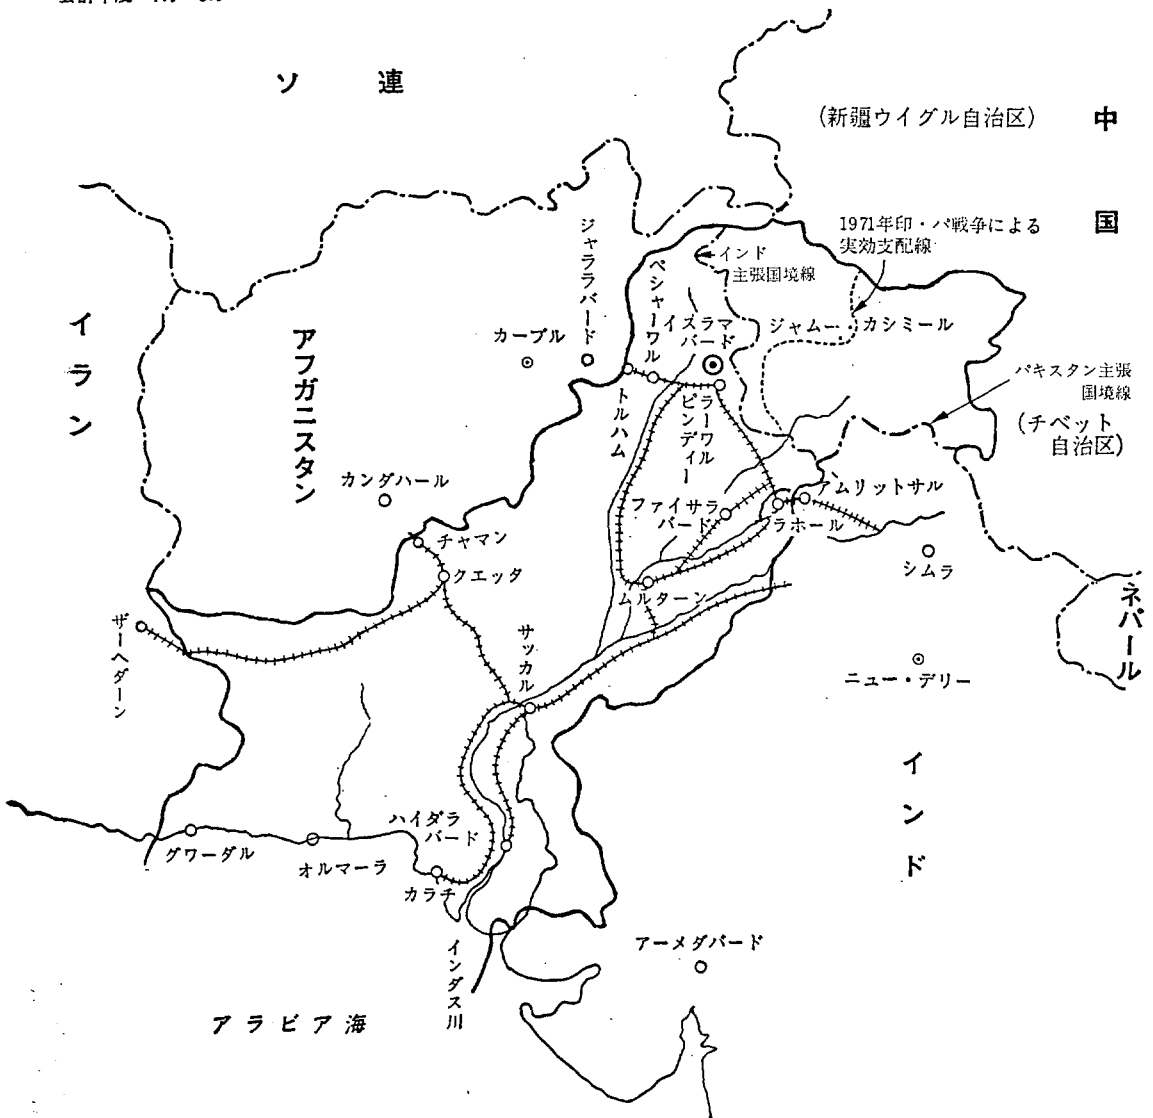 ソ連
(新疆ウイグル自治区)
中国
1971年印・パ戦争による
実効支配線
インド
主張国境線
ジャララバード
ペシャーワル
イスラマ
バード
ジャムー・カシミール
カーブル
イラン
アフガニスタン
トルハム
ラーワル
ピンディー
パキスタン主張
国境線
(チベット
自治区)
カンダハール
ファイサラ
バード
アムリットサル
ラホール
チャマン
クエッタ
シムラ
ムルターン
ネパール
ザーヘダーン
サッカル
ニュー・デリー
インド
ハイダラ
バード
グワーダル
オルマーラ
カラチ
インダス川
アーメダバード
アラビア海